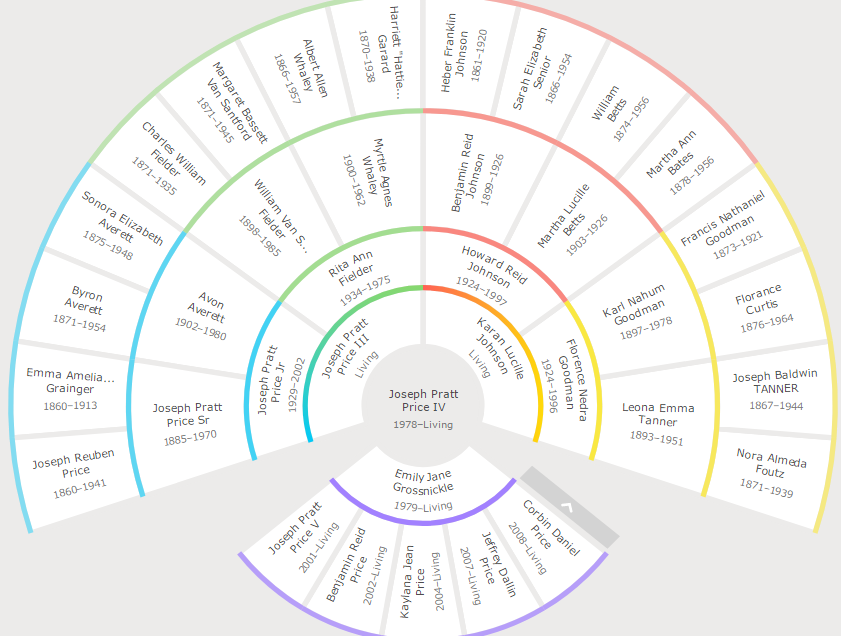 Harriett "Hattie...
Garard
1870–1938
Heber Franklin
Johnson
1861–1920
Albert Allen
Whaley
1866–1957
Sarah Elizabeth
Senior
1866–1954
Margaret Bassett
Van Santford
1871–1945
William
Betts
1874–1956
Charles William
Fielder
1871–1935
Martha Ann
Bates
1878–1956
Sonora Elizabeth
Averett
1875–1948
Francis Nathaniel
Goodman
1873–1921
Byron
Averett
1871–1954
Florance
Curtis
1876–1964
Emma Amelia...
Grainger
1860–1913
Joseph Baldwin
TANNER
1867–1944
Joseph Reuben
Price
1860–1941
Nora Almeda
Foutz
1871–1939
Myrtle Agnes
Whaley
1900–1962
Benjamin Reid
Johnson
1899–1926
William Van S...
Fielder
1898–1965
Martha Lucille
Betts
1903–1926
Avon
Averett
1902–1980
Karl Nahum
Goodman
1897–1978
Joseph Pratt
Price Sr
1885–1970
Leona Emma
Tanner
1893–1951
Rita Ann
Fielder
1934–1975
Howard Reid
Johnson
1924–1997
Joseph Pratt
Price Jr
1929–2002
Florence Nedra
Goodman
1924–1996
Joseph Pratt
Price III
Living
Karan Lucille
Johnson
Living
Joseph Pratt
Price IV
1978–Living
Emily Jane
Grossnickle
1979–Living
Joseph Pratt
Price V
2001–Living
Benjamin Reid
Price
2002–Living
Kaylana Jean
Price
2004–Living
Jeffrey Dallin
Price
2007–Living
Corbin Daniel
Price
2008–Living